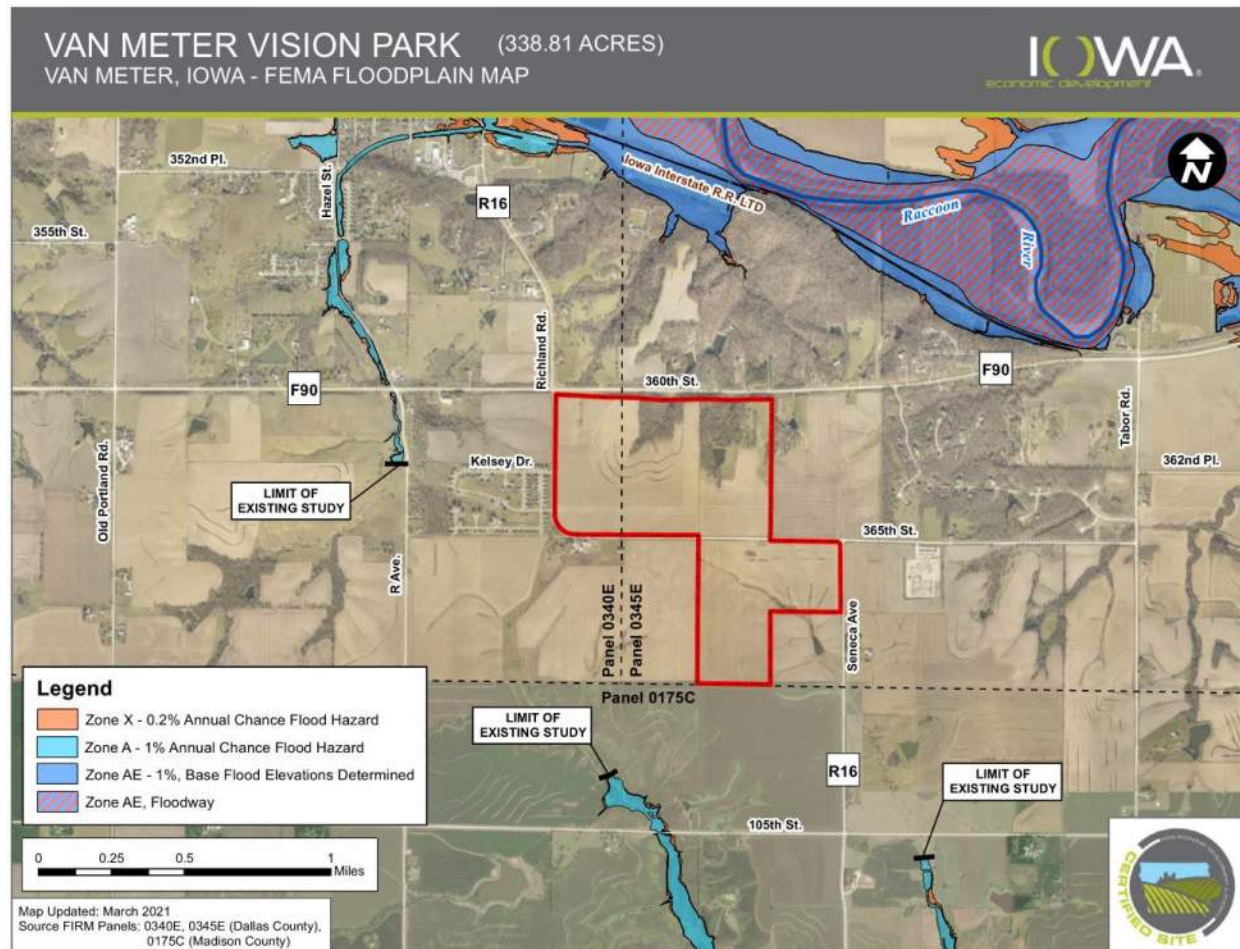 VAN METER VISION PARK (338.81 ACRES)
VAN METER, IOWA - FEMA FLOODPLAIN MAP
IOWA
economic development
N
352nd Pl.
Hazel St.
R16
Iowa Interstate R.R. LTD
Raccoon
River
355th St.
Richland Rd.
F90
360th St.
F90
Tabor Rd.
Old Portland Rd.
Kelsey Dr.
362nd Pl.
LIMIT OF
EXISTING STUDY
R Ave.
365th St.
Panel 0340E
Panel 0345E
Seneca Ave
Panel 0175C
Legend
Zone X - 0.2% Annual Chance Flood Hazard
Zone A - 1% Annual Chance Flood Hazard
Zone AE - 1%, Base Flood Elevations Determined
Zone AE, Floodway
LIMIT OF
EXISTING STUDY
R16
LIMIT OF
EXISTING STUDY
105th St.
0 0.25 0.5 1
Miles
Map Updated: March 2021
Source FIRM Panels: 0340E, 0345E (Dallas County),
0175C (Madison County)
CERTIFIED SITE